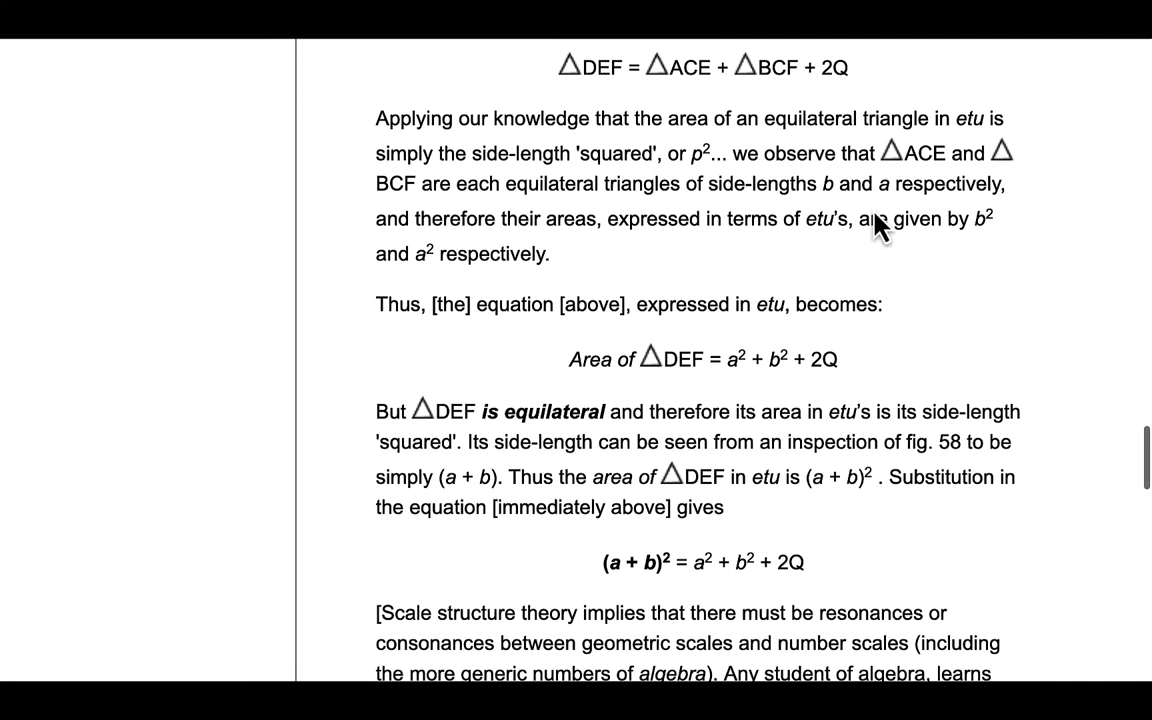 △DEF = △ACE + △BCF + 2Q
Applying our knowledge that the area of an equilateral triangle in etu is
simply the side-length 'squared', or p²... we observe that △ACE and △
BCF are each equilateral triangles of side-lengths b and a respectively,
and therefore their areas, expressed in terms of etu's, are given by b²
and a² respectively.
Thus, [the] equation [above], expressed in etu, becomes:
Area of △DEF = a² + b² + 2Q
But △DEF is equilateral and therefore its area in etu's is its side-length
'squared'. Its side-length can be seen from an inspection of fig. 58 to be
simply (a + b). Thus the area of △DEF in etu is (a + b)² . Substitution in
the equation [immediately above] gives
(a + b)² = a² + b² + 2Q
[Scale structure theory implies that there must be resonances or
consonances between geometric scales and number scales (including
the more generic numbers of algebra). Any student of algebra, learns